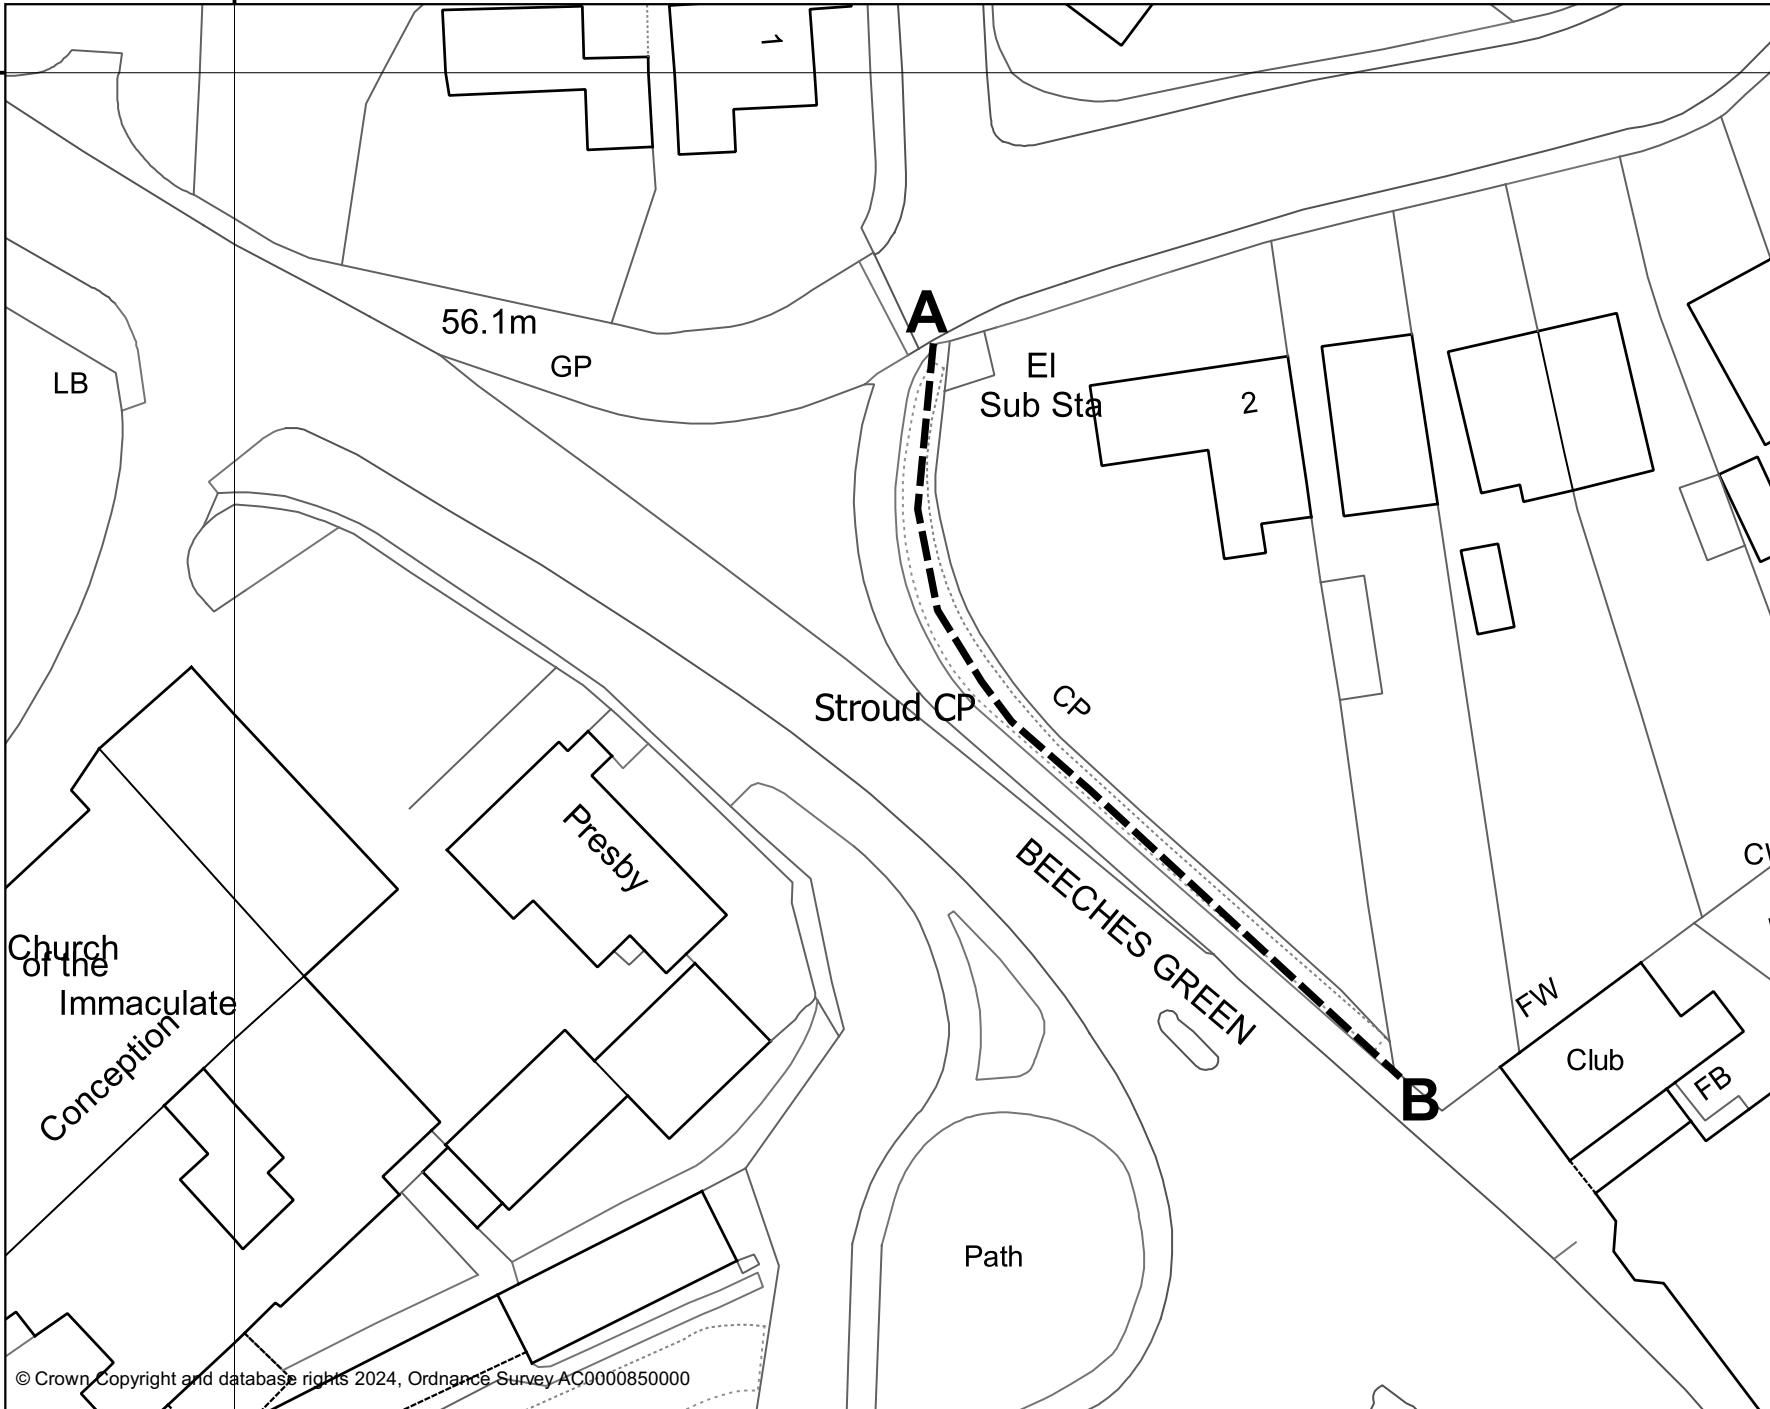 1
A
56.1m
GP
El
Sub Sta
LB
2
CP
Stroud CP
Presby
BEECHES GREEN
Church
of the
Immaculate
Conception
FW
Club
FB
B
Path
© Crown Copyright and database rights 2024, Ordnance Survey AC0000850000